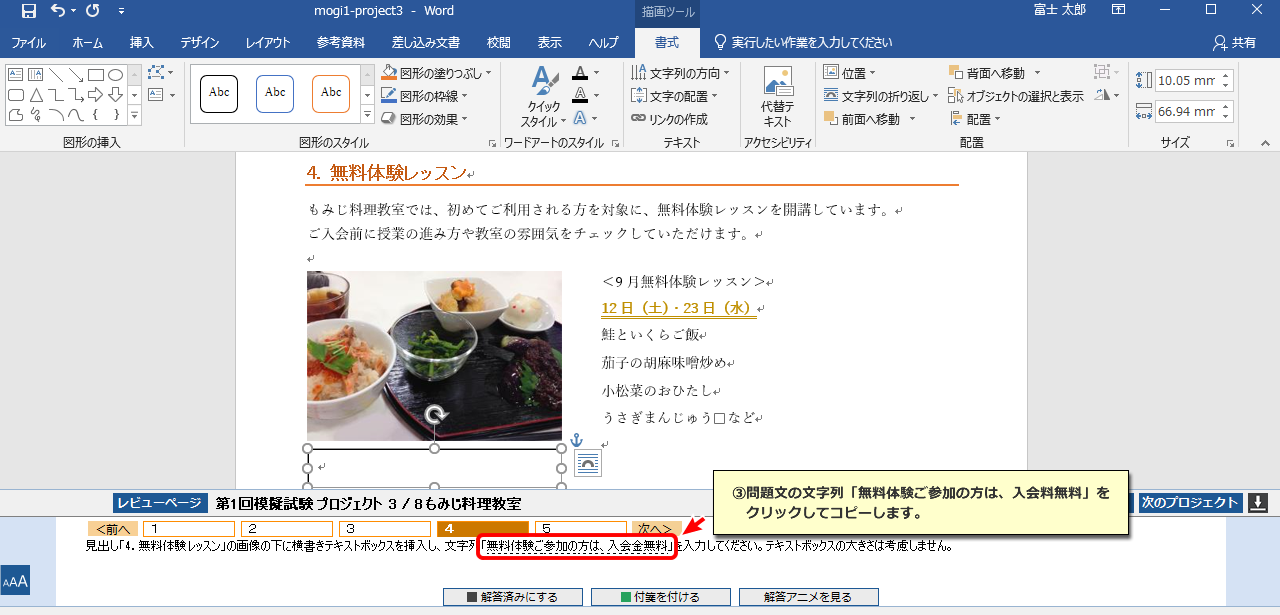 mogi1-project3 - Word
描画ツール
富士 太郎
ファイル ホーム 挿入 デザイン レイアウト 参考資料 差し込み文書 校閲 表示 ヘルプ 書式 実行したい作業を入力してください 共有
Abc Abc Abc
図形の塗りつぶし
図形の枠線
図形の効果
クイック
スタイル
A
A
A
文字列の方向
文字の配置
リンクの作成
代替テ
キスト
位置
文字列の折り返し
前面へ移動
背面へ移動
オブジェクトの選択と表示
配置
10.05 mm
66.94 mm
図形の挿入 図形のスタイル ワードアートのスタイル テキスト アクセシビリティ 配置 サイズ
4. 無料体験レッスン
もみじ料理教室では、初めてご利用される方を対象に、無料体験レッスンを開講しています。
ご入会前に授業の進み方や教室の雰囲気をチェックしていただけます。
＜9月無料体験レッスン＞
12日（土）・23日（水）
鮭といくらご飯
茄子の胡麻味噌炒め
小松菜のおひたし
うさぎまんじゅう□など
③問題文の文字列「無料体験ご参加の方は、入会料無料」を
クリックしてコピーします。
レビューページ 第1回模擬試験 プロジェクト 3 / 8もみじ料理教室 次のプロジェクト
<前へ 1 2 3 4 5 次へ>
見出し「4. 無料体験レッスン」の画像の下に横書きテキストボックスを挿入し、文字列「無料体験ご参加の方は、入会金無料」を入力してください。テキストボックスの大きさは考慮しません。
AAA
解答済みにする 付箋を付ける 解答アニメを見る